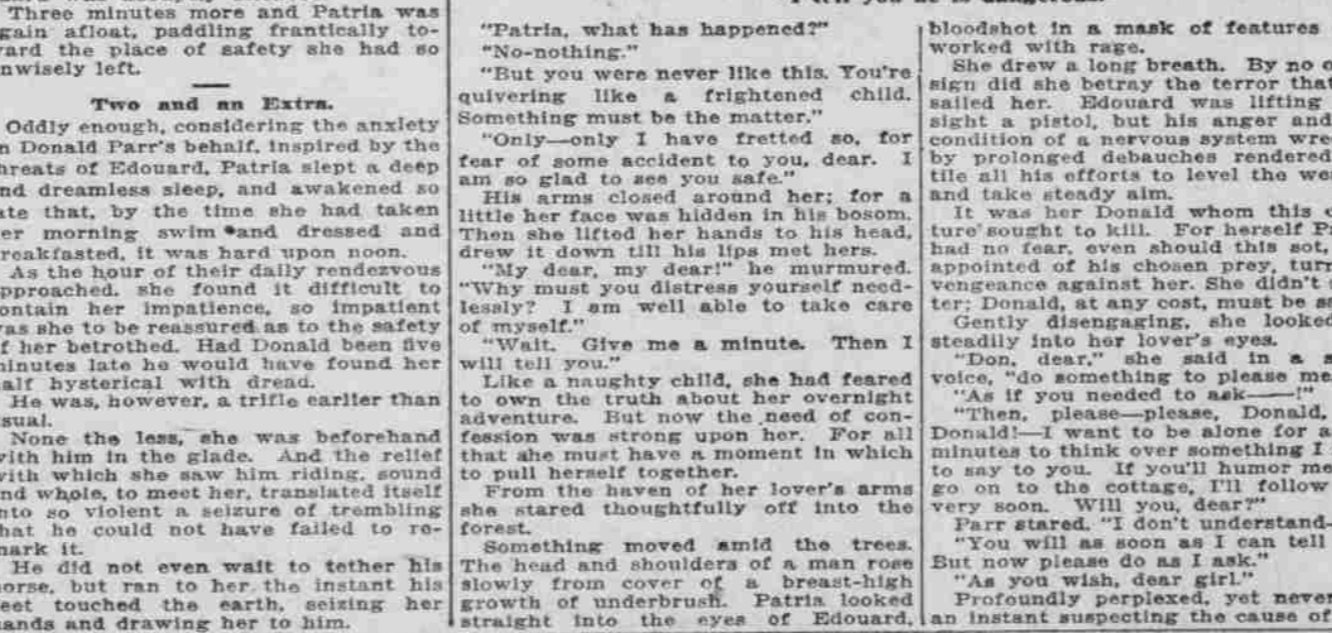 Three minutes more and Patria was
gain afloat, paddling frantically to-
ard the place of safety she had so
nwisely left.
Two and an Extra.
Oddly enough, considering the anxiety
n Donald Parr's behalf, inspired by the
hreats of Edouard, Patria slept a deep
nd dreamless sleep, and awakened so
ate that, by the time she had taken
er morning swim and dressed and
reakfasted, it was hard upon noon.
As the hour of their daily rendezvous
pproached, she found it difficult to
ontain her impatience, so impatient
as she to be reassured as to the safety
f her betrothed. Had Donald been five
minutes late he would have found her
alf hysterical with dread.
He was, however, a trifle earlier than
sual.
None the less, she was beforehand
with him in the glade. And the relief
with which she saw him riding, sound
nd whole, to meet her, translated itself
nto so violent a seizure of trembling
hat he could not have failed to re-
mark it.
He did not even wait to tether his
orse, but ran to her the instant his
eet touched the earth, seizing her
ands and drawing her to him.
"Patria, what has happened?"
"No-nothing."
"But you were never like this. You're
quivering like a frightened child.
Something must be the matter."
"Only—only I have fretted so, for
fear of some accident to you, dear. I
am so glad to see you safe."
His arms closed around her; for a
little her face was hidden in his bosom.
Then she lifted her hands to his head,
drew it down till his lips met hers.
"My dear, my dear!" he murmured.
"Why must you distress yourself need-
lessly? I am well able to take care
of myself."
"Wait. Give me a minute. Then I
will tell you."
Like a naughty child, she had feared
to own the truth about her overnight
adventure. But now the need of con-
fession was strong upon her. For all
that she must have a moment in which
to pull herself together.
From the haven of her lover's arms
she stared thoughtfully off into the
forest.
Something moved amid the trees.
The head and shoulders of a man rose
slowly from cover of a breast-high
growth of underbrush. Patria looked
straight into the eyes of Edouard,
bloodshot in a mask of features
worked with rage.
She drew a long breath. By no o
sign did she betray the terror that
sailed her. Edouard was lifting
sight a pistol, but his anger and
condition of a nervous system wre
by prolonged debauches rendered
tile all his efforts to level the we
and take steady aim.
It was her Donald whom this c
ture sought to kill. For herself P
had no fear, even should this sot,
appointed of his chosen prey, turn
vengeance against her. She didn't
ter; Donald, at any cost, must be sa
Gently disengaging, she looked
steadily into her lover's eyes.
"Don, dear," she said in a s
voice, "do something to please me
"As if you needed to ask——!"
"Then, please—please, Donald,
Donald!—I want to be alone for a
minutes to think over something I
to say to you. If you'll humor me
go on to the cottage, I'll follow
very soon. Will you, dear?"
Parr stared. "I don't understand-
"You will as soon as I can tell
But now please do as I ask."
"As you wish, dear girl."
Profoundly perplexed, yet never
an instant suspecting the cause of